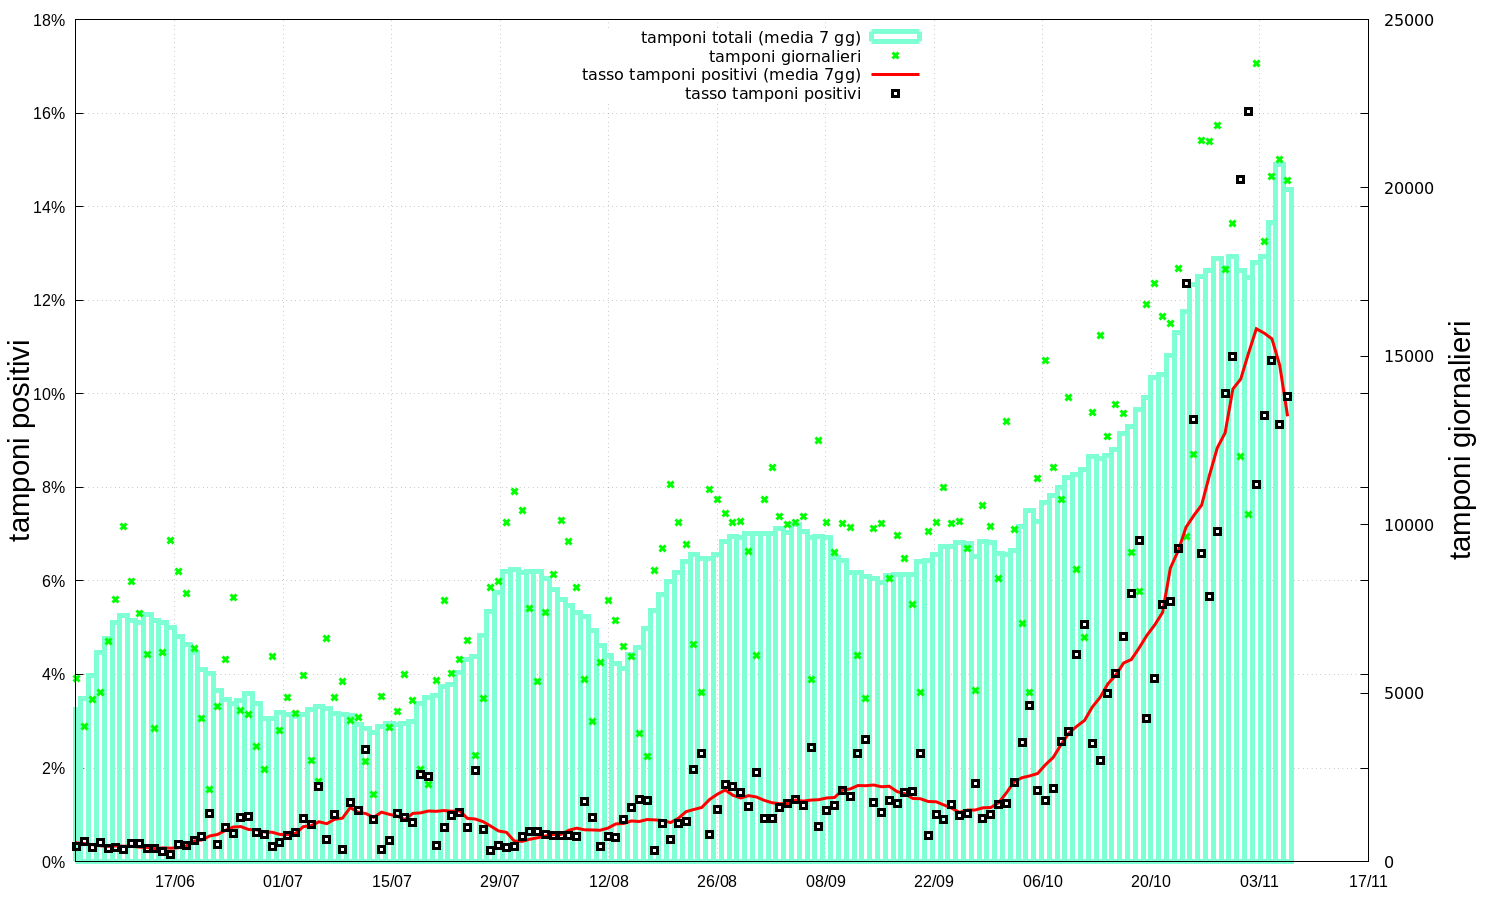 tamponi totali (media 7 gg)
tamponi giornalieri
tasso tamponi positivi (media 7gg)
tasso tamponi positivi
18%
16%
14%
12%
10%
8%
6%
4%
2%
0%
tamponi positivi
25000
20000
15000
10000
5000
0
tamponi giornalieri
17/06 01/07 15/07 29/07 12/08 26/08 08/09 22/09 06/10 20/10 03/11 17/11